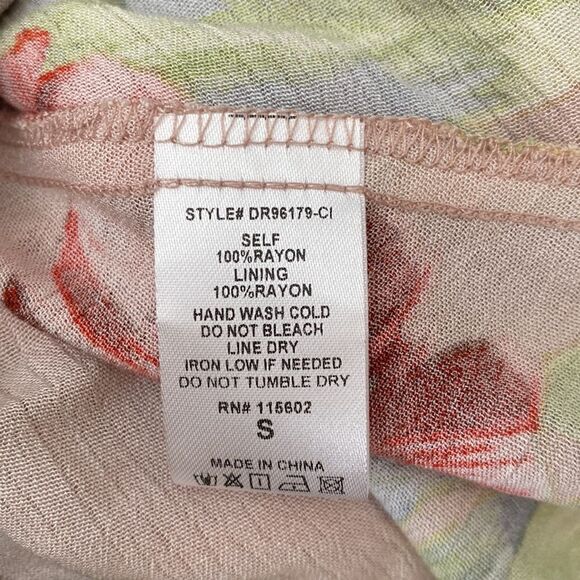 STYLE# DR96179-CI
SELF
100%RAYON
LINING
100%RAYON
HAND WASH COLD
DO NOT BLEACH
LINE DRY
IRON LOW IF NEEDED
DO NOT TUMBLE DRY
RN# 115602
S
MADE IN CHINA